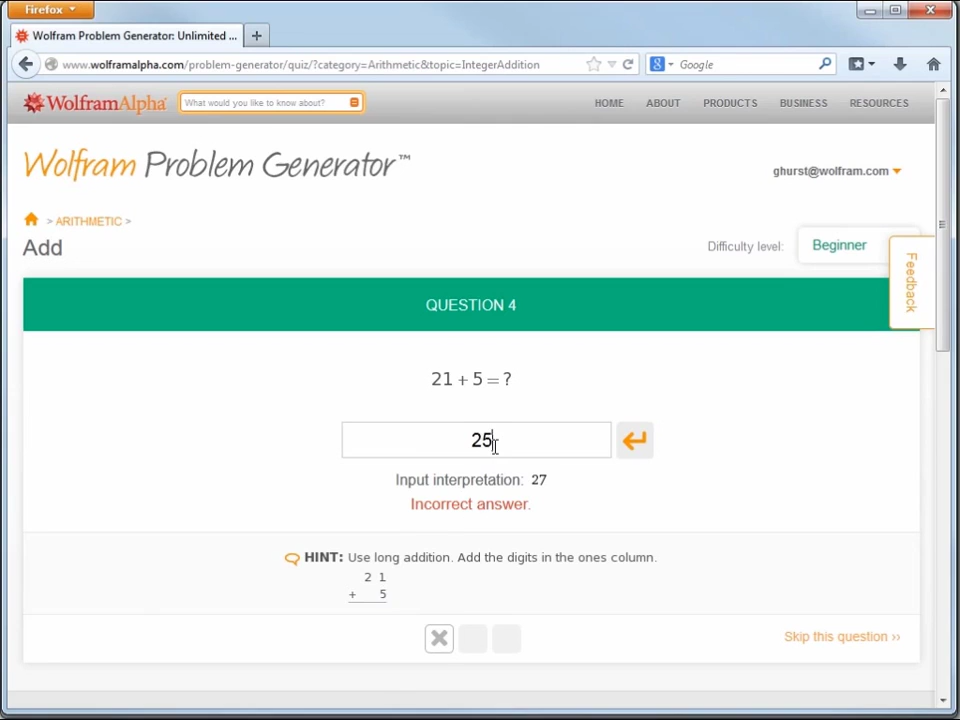 Firefox
Wolfram Problem Generator: Unlimited ...
www.wolframalpha.com/problem-generator/quiz/?category=Arithmetic&topic=IntegerAddition
Google
WolframAlpha
What would you like to know about?
HOME
ABOUT
PRODUCTS
BUSINESS
RESOURCES
Wolfram Problem Generator™
ghurst@wolfram.com
> ARITHMETIC >
Add
Difficulty level:
Beginner
Feedback
QUESTION 4
21 + 5 = ?
25
Input interpretation: 27
Incorrect answer.
HINT: Use long addition. Add the digits in the ones column.
2 1
+ 5
Skip this question ››